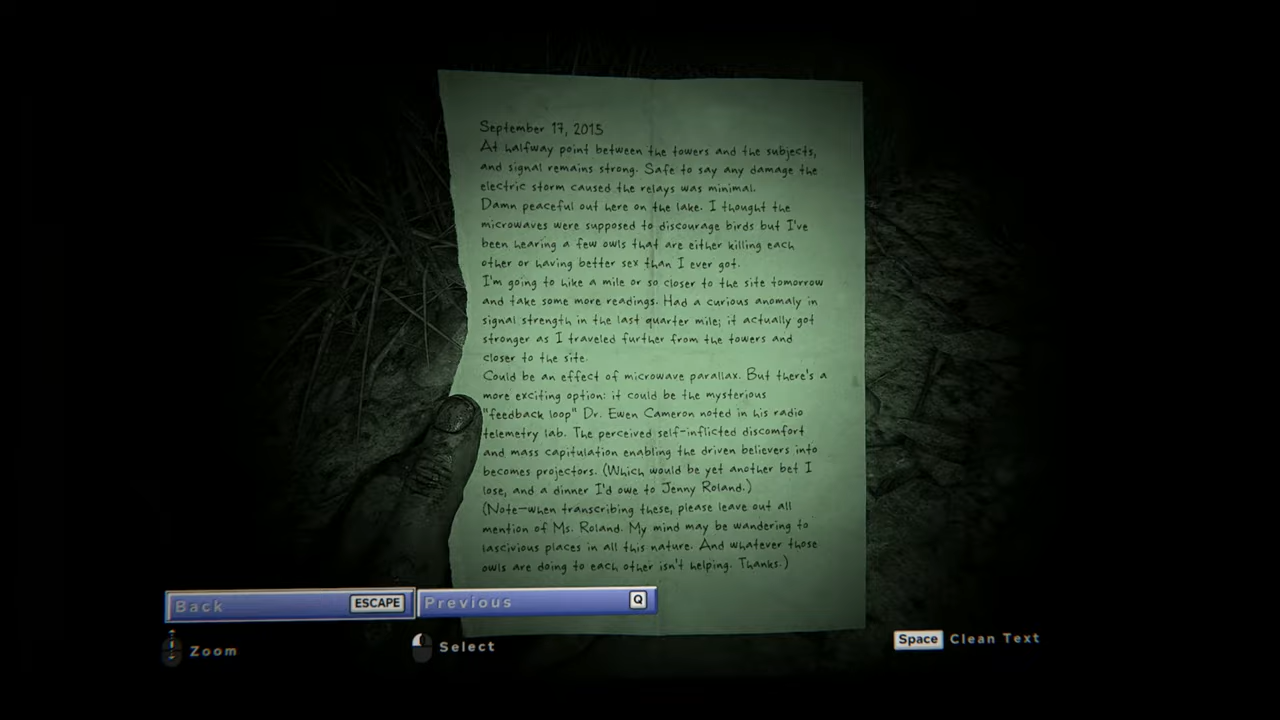 September 17, 2015
At halfway point between the towers and the subjects,
and signal remains strong. Safe to say any damage the
electric storm caused the relays was minimal.
Damn peaceful out here on the lake. I thought the
microwaves were supposed to discourage birds but I've
been hearing a few owls that are either killing each
other or having better sex than I ever got.
I'm going to hike a mile or so closer to the site tomorrow
and take some more readings. Had a curious anomaly in
signal strength in the last quarter mile; it actually got
stronger as I traveled further from the towers and
closer to the site.
Could be an effect of microwave parallax. But there's a
more exciting option: it could be the mysterious
"feedback loop" Dr. Ewen Cameron noted in his radio
telemetry lab. The perceived self-inflicted discomfort
and mass capitulation enabling the driven believers into
becomes projectors. (Which would be yet another bet I
lose, and a dinner I'd owe to Jenny Roland.)
(Note-when transcribing these, please leave out all
mention of Ms. Roland. My mind may be wandering to
lascivious places in all this nature. And whatever those
owls are doing to each other isn't helping. Thanks.)
Back ESCAPE Previous Q
Zoom Select Space Clean Text